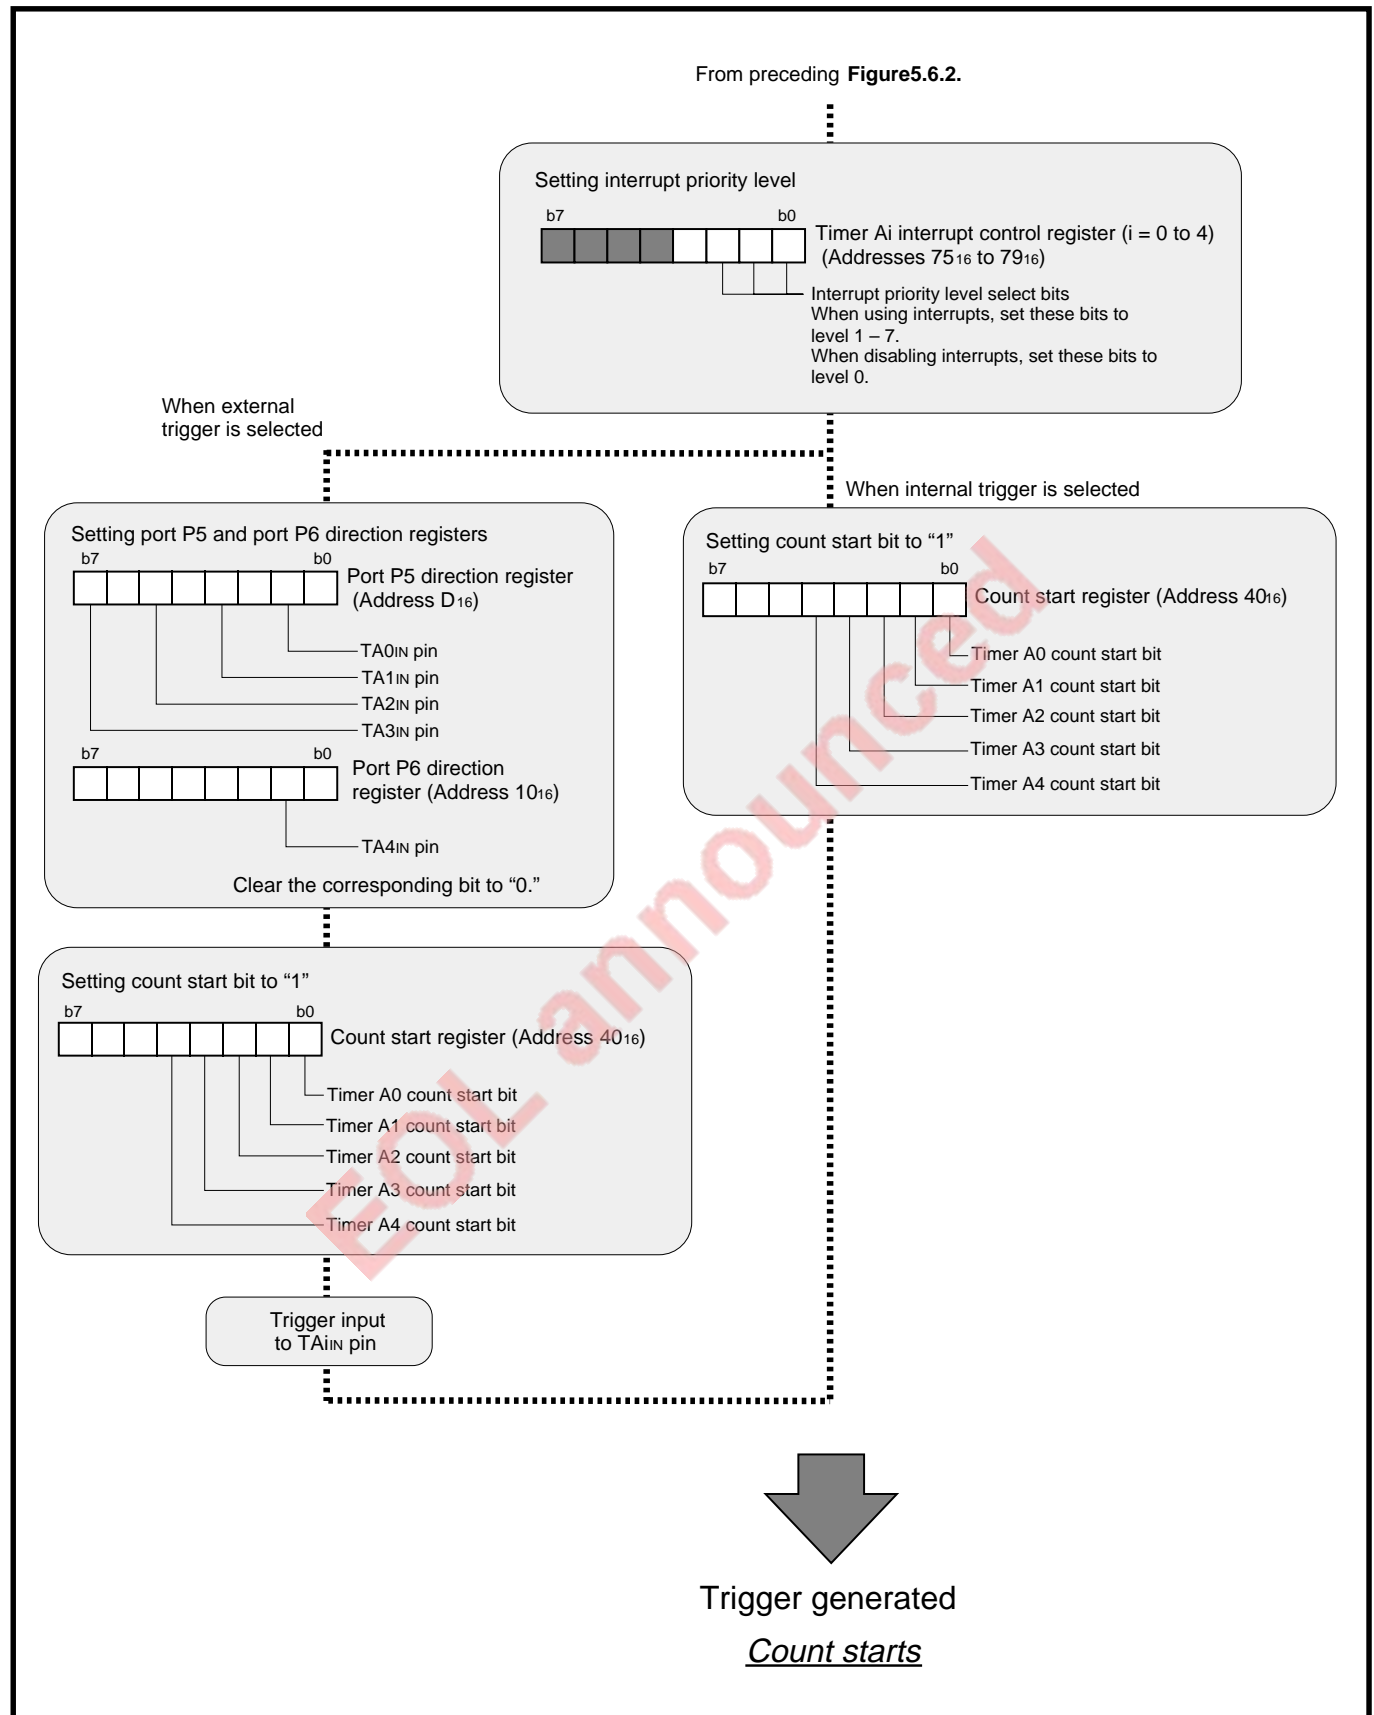 From preceding Figure5.6.2.
Setting interrupt priority level
b7 b0
Timer Ai interrupt control register (i = 0 to 4)
(Addresses 7516 to 7916)
Interrupt priority level select bits
When using interrupts, set these bits to
level 1 – 7.
When disabling interrupts, set these bits to
level 0.
When external
trigger is selected
When internal trigger is selected
Setting port P5 and port P6 direction registers
b7 b0
Port P5 direction register
(Address D16)
TA0IN pin
TA1IN pin
TA2IN pin
TA3IN pin
b7 b0
Port P6 direction
register (Address 1016)
TA4IN pin
Clear the corresponding bit to “0.”
Setting count start bit to “1”
b7 b0
Count start register (Address 4016)
Timer A0 count start bit
Timer A1 count start bit
Timer A2 count start bit
Timer A3 count start bit
Timer A4 count start bit
Setting count start bit to “1”
b7 b0
Count start register (Address 4016)
Timer A0 count start bit
Timer A1 count start bit
Timer A2 count start bit
Timer A3 count start bit
Timer A4 count start bit
Trigger input
to TAiIN pin
Trigger generated
Count starts
EOL announced